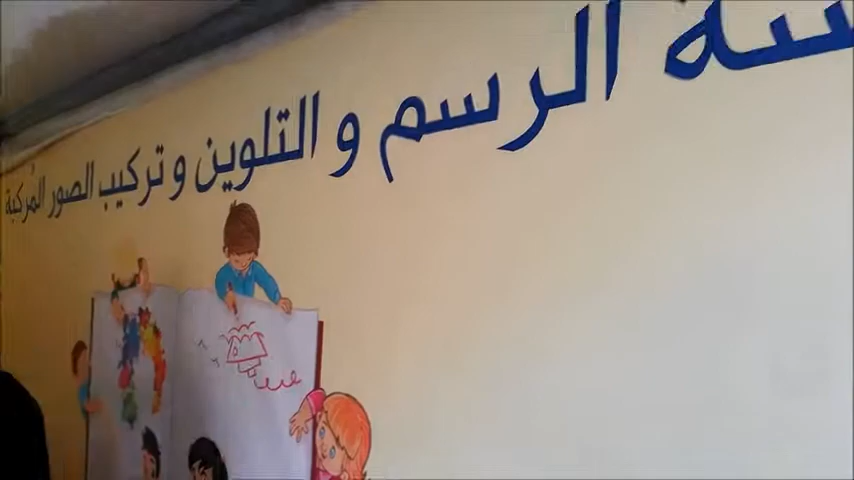 الرسم و التلوين و تركيب الصور المركبة